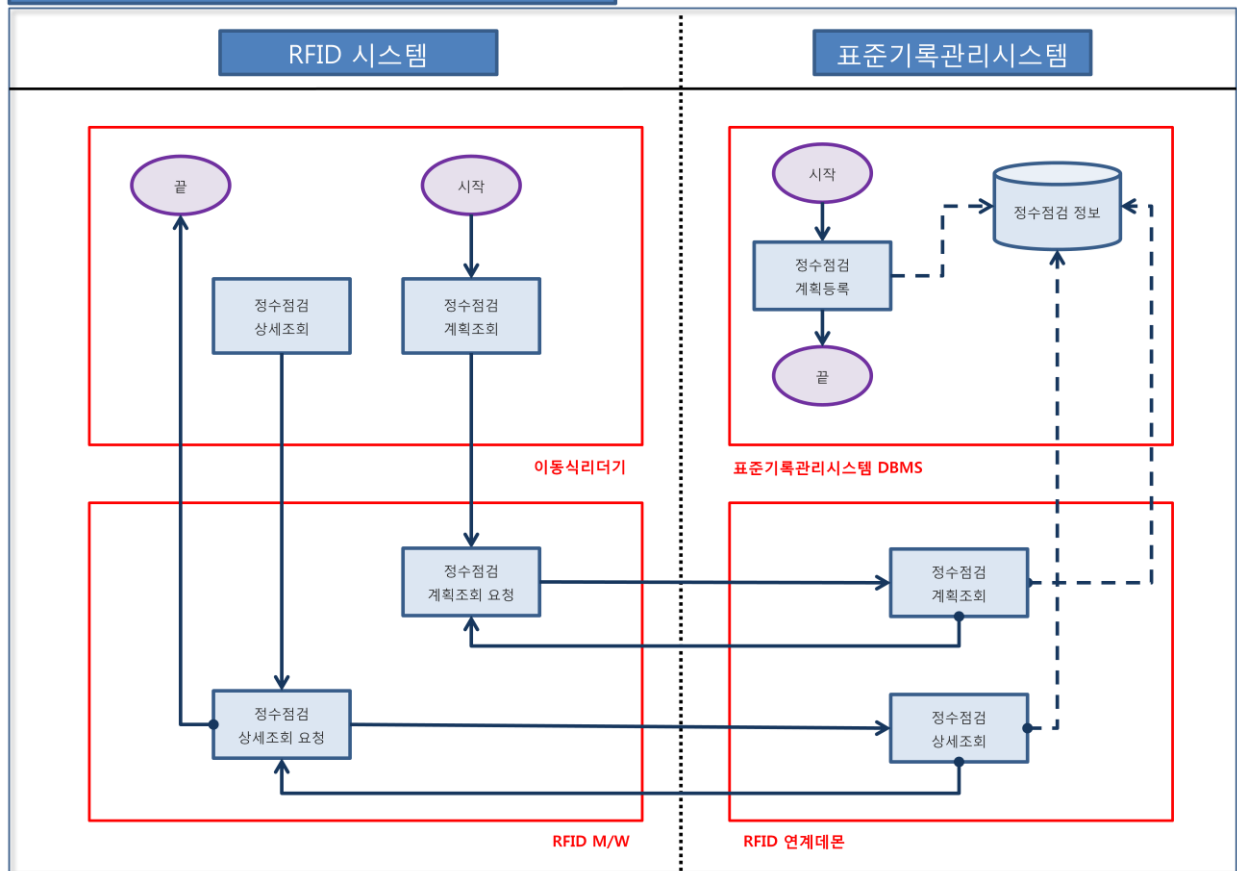 RFID 시스템
표준기록관리시스템
끝
시작
정수점검
상세조회
정수점검
계획조회
이동식리더기
시작
정수점검
계획등록
끝
정수점검 정보
표준기록관리시스템 DBMS
정수점검
계획조회 요청
정수점검
상세조회 요청
RFID M/W
정수점검
계획조회
정수점검
상세조회
RFID 연계데몬